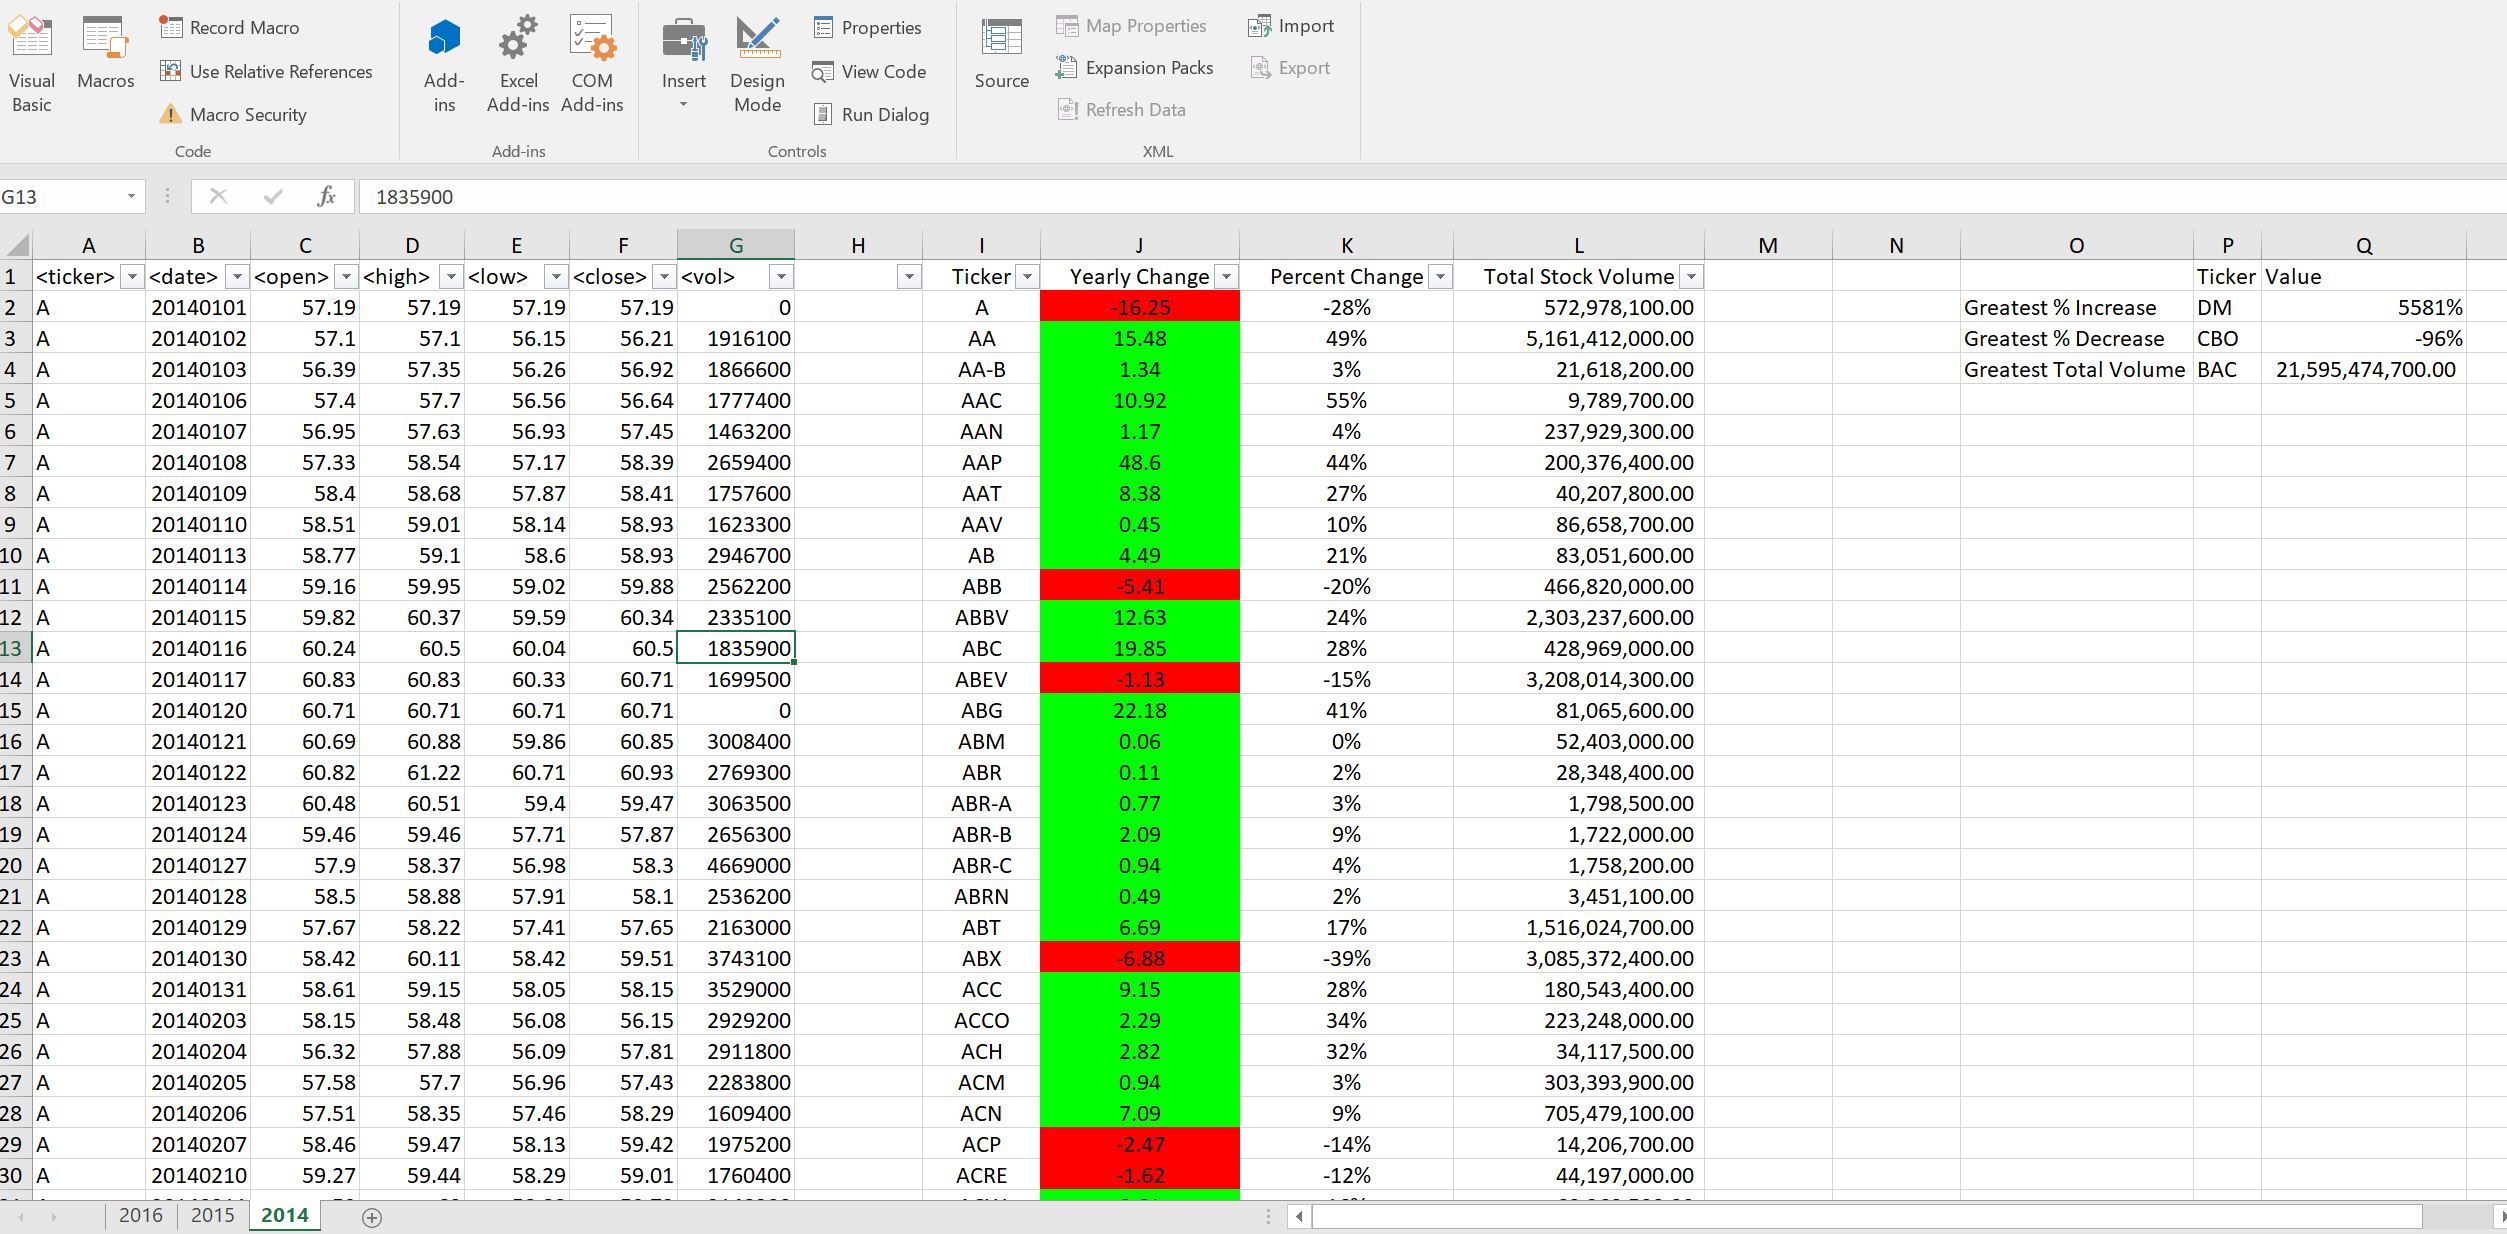 Visual Basic
Macros
Record Macro
Use Relative References
Macro Security
Code
Add-ins
Excel Add-ins
COM Add-ins
Add-ins
Insert
Design Mode
Properties
View Code
Run Dialog
Controls
Source
Map Properties
Expansion Packs
Refresh Data
Import
Export
XML
G13 fx 1835900
A B C D E F G H I J K L M N O P Q
1 <ticker> <date> <open> <high> <low> <close> <vol> Ticker Yearly Change Percent Change Total Stock Volume Ticker Value
2 A 20140101 57.19 57.19 57.19 57.19 0 A -16.25 -28% 572,978,100.00 Greatest % Increase DM 5581%
3 A 20140102 57.1 57.1 56.15 56.21 1916100 AA 15.48 49% 5,161,412,000.00 Greatest % Decrease CBO -96%
4 A 20140103 56.39 57.35 56.26 56.92 1866600 AA-B 1.34 3% 21,618,200.00 Greatest Total Volume BAC 21,595,474,700.00
5 A 20140106 57.4 57.7 56.56 56.64 1777400 AAC 10.92 55% 9,789,700.00
6 A 20140107 56.95 57.63 56.93 57.45 1463200 AAN 1.17 4% 237,929,300.00
7 A 20140108 57.33 58.54 57.17 58.39 2659400 AAP 48.6 44% 200,376,400.00
8 A 20140109 58.4 58.68 57.87 58.41 1757600 AAT 8.38 27% 40,207,800.00
9 A 20140110 58.51 59.01 58.14 58.93 1623300 AAV 0.45 10% 86,658,700.00
10 A 20140113 58.77 59.1 58.6 58.93 2946700 AB 4.49 21% 83,051,600.00
11 A 20140114 59.16 59.95 59.02 59.88 2562200 ABB -5.41 -20% 466,820,000.00
12 A 20140115 59.82 60.37 59.59 60.34 2335100 ABBV 12.63 24% 2,303,237,600.00
13 A 20140116 60.24 60.5 60.04 60.5 1835900 ABC 19.85 28% 428,969,000.00
14 A 20140117 60.83 60.83 60.33 60.71 1699500 ABEV -1.13 -15% 3,208,014,300.00
15 A 20140120 60.71 60.71 60.71 60.71 0 ABG 22.18 41% 81,065,600.00
16 A 20140121 60.69 60.88 59.86 60.85 3008400 ABM 0.06 0% 52,403,000.00
17 A 20140122 60.82 61.22 60.71 60.93 2769300 ABR 0.11 2% 28,348,400.00
18 A 20140123 60.48 60.51 59.4 59.47 3063500 ABR-A 0.77 3% 1,798,500.00
19 A 20140124 59.46 59.46 57.71 57.87 2656300 ABR-B 2.09 9% 1,722,000.00
20 A 20140127 57.9 58.37 56.98 58.3 4669000 ABR-C 0.94 4% 1,758,200.00
21 A 20140128 58.5 58.88 57.91 58.1 2536200 ABRN 0.49 2% 3,451,100.00
22 A 20140129 57.67 58.22 57.41 57.65 2163000 ABT 6.69 17% 1,516,024,700.00
23 A 20140130 58.42 60.11 58.42 59.51 3743100 ABX -6.88 -39% 3,085,372,400.00
24 A 20140131 58.61 59.15 58.05 58.15 3529000 ACC 9.15 28% 180,543,400.00
25 A 20140203 58.15 58.48 56.08 56.15 2929200 ACCO 2.29 34% 223,248,000.00
26 A 20140204 56.32 57.88 56.09 57.81 2911800 ACH 2.82 32% 34,117,500.00
27 A 20140205 57.58 57.7 56.96 57.43 2283800 ACM 0.94 3% 303,393,900.00
28 A 20140206 57.51 58.35 57.46 58.29 1609400 ACN 7.09 9% 705,479,100.00
29 A 20140207 58.46 59.47 58.13 59.42 1975200 ACP -2.47 -14% 14,206,700.00
30 A 20140210 59.27 59.44 58.29 59.01 1760400 ACRE -1.62 -12% 44,197,000.00
2016 2015 2014